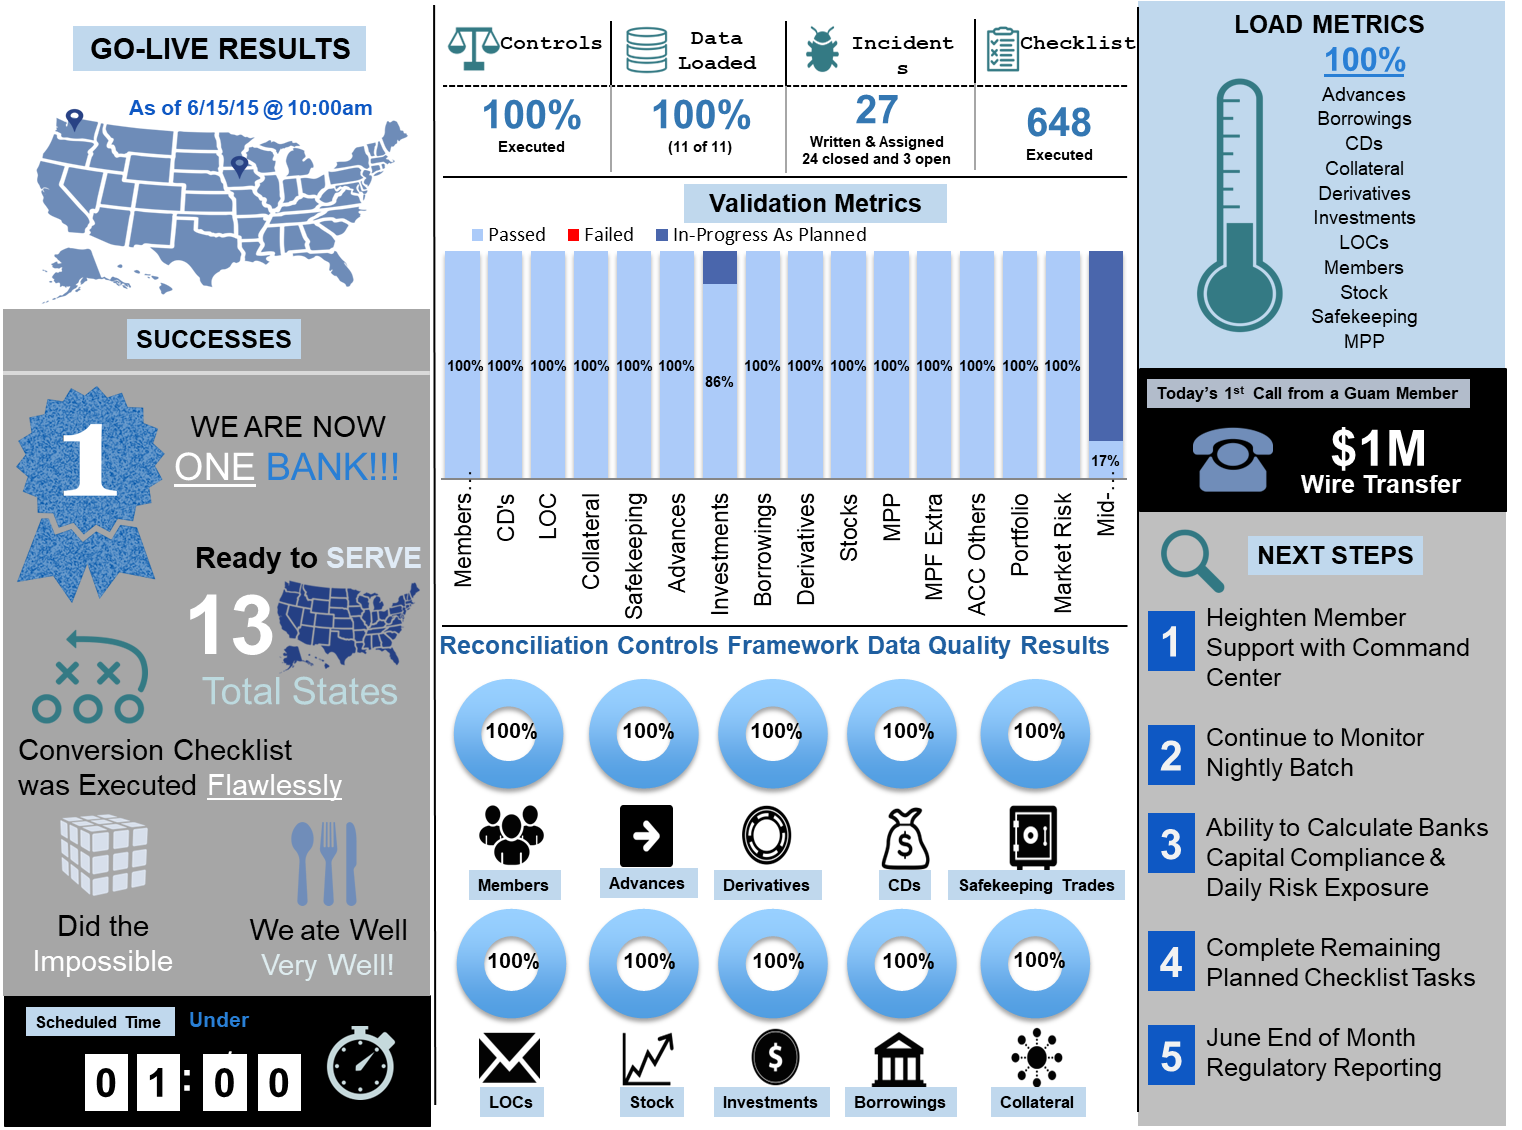 GO-LIVE RESULTS
As of 6/15/15 @ 10:00am
SUCCESSES
1
WE ARE NOW
ONE BANK!!!
Ready to SERVE
13
Total States
Conversion Checklist
was Executed Flawlessly
Did the
Impossible
We ate Well
Very Well!
Scheduled Time
Under
0 1 : 0 0
Controls
100%
Executed
Data
Loaded
100%
(11 of 11)
Incident
s
27
Written & Assigned
24 closed and 3 open
Checklist
648
Executed
Validation Metrics
Passed
Failed
In-Progress As Planned
100% 100% 100% 100% 100% 100% 86% 100% 100% 100% 100% 100% 100% 100% 100% 17%
Members…
CD's
LOC
Collateral
Safekeeping
Advances
Investments
Borrowings
Derivatives
Stocks
MPP
MPF Extra
ACC Others
Portfolio
Market Risk
Mid-…
Reconciliation Controls Framework Data Quality Results
100% 100% 100% 100% 100%
Members
Advances
Derivatives
$
CDs
Safekeeping Trades
100% 100% 100% 100% 100%
LOCs
Stock
$
Investments
Borrowings
Collateral
LOAD METRICS
100%
Advances
Borrowings
CDs
Collateral
Derivatives
Investments
LOCs
Members
Stock
Safekeeping
MPP
Today's 1st Call from a Guam Member
$1M
Wire Transfer
NEXT STEPS
1
Heighten Member
Support with Command
Center
2
Continue to Monitor
Nightly Batch
3
Ability to Calculate Banks
Capital Compliance &
Daily Risk Exposure
4
Complete Remaining
Planned Checklist Tasks
5
June End of Month
Regulatory Reporting